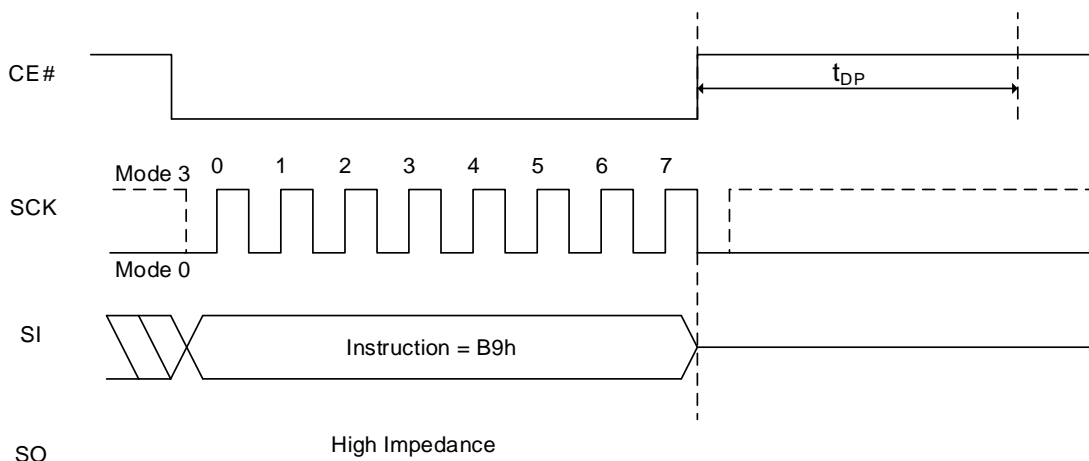 CE#
tDP
Mode 3
0 1 2 3 4 5 6 7
SCK
Mode 0
SI
Instruction = B9h
High Impedance
SO